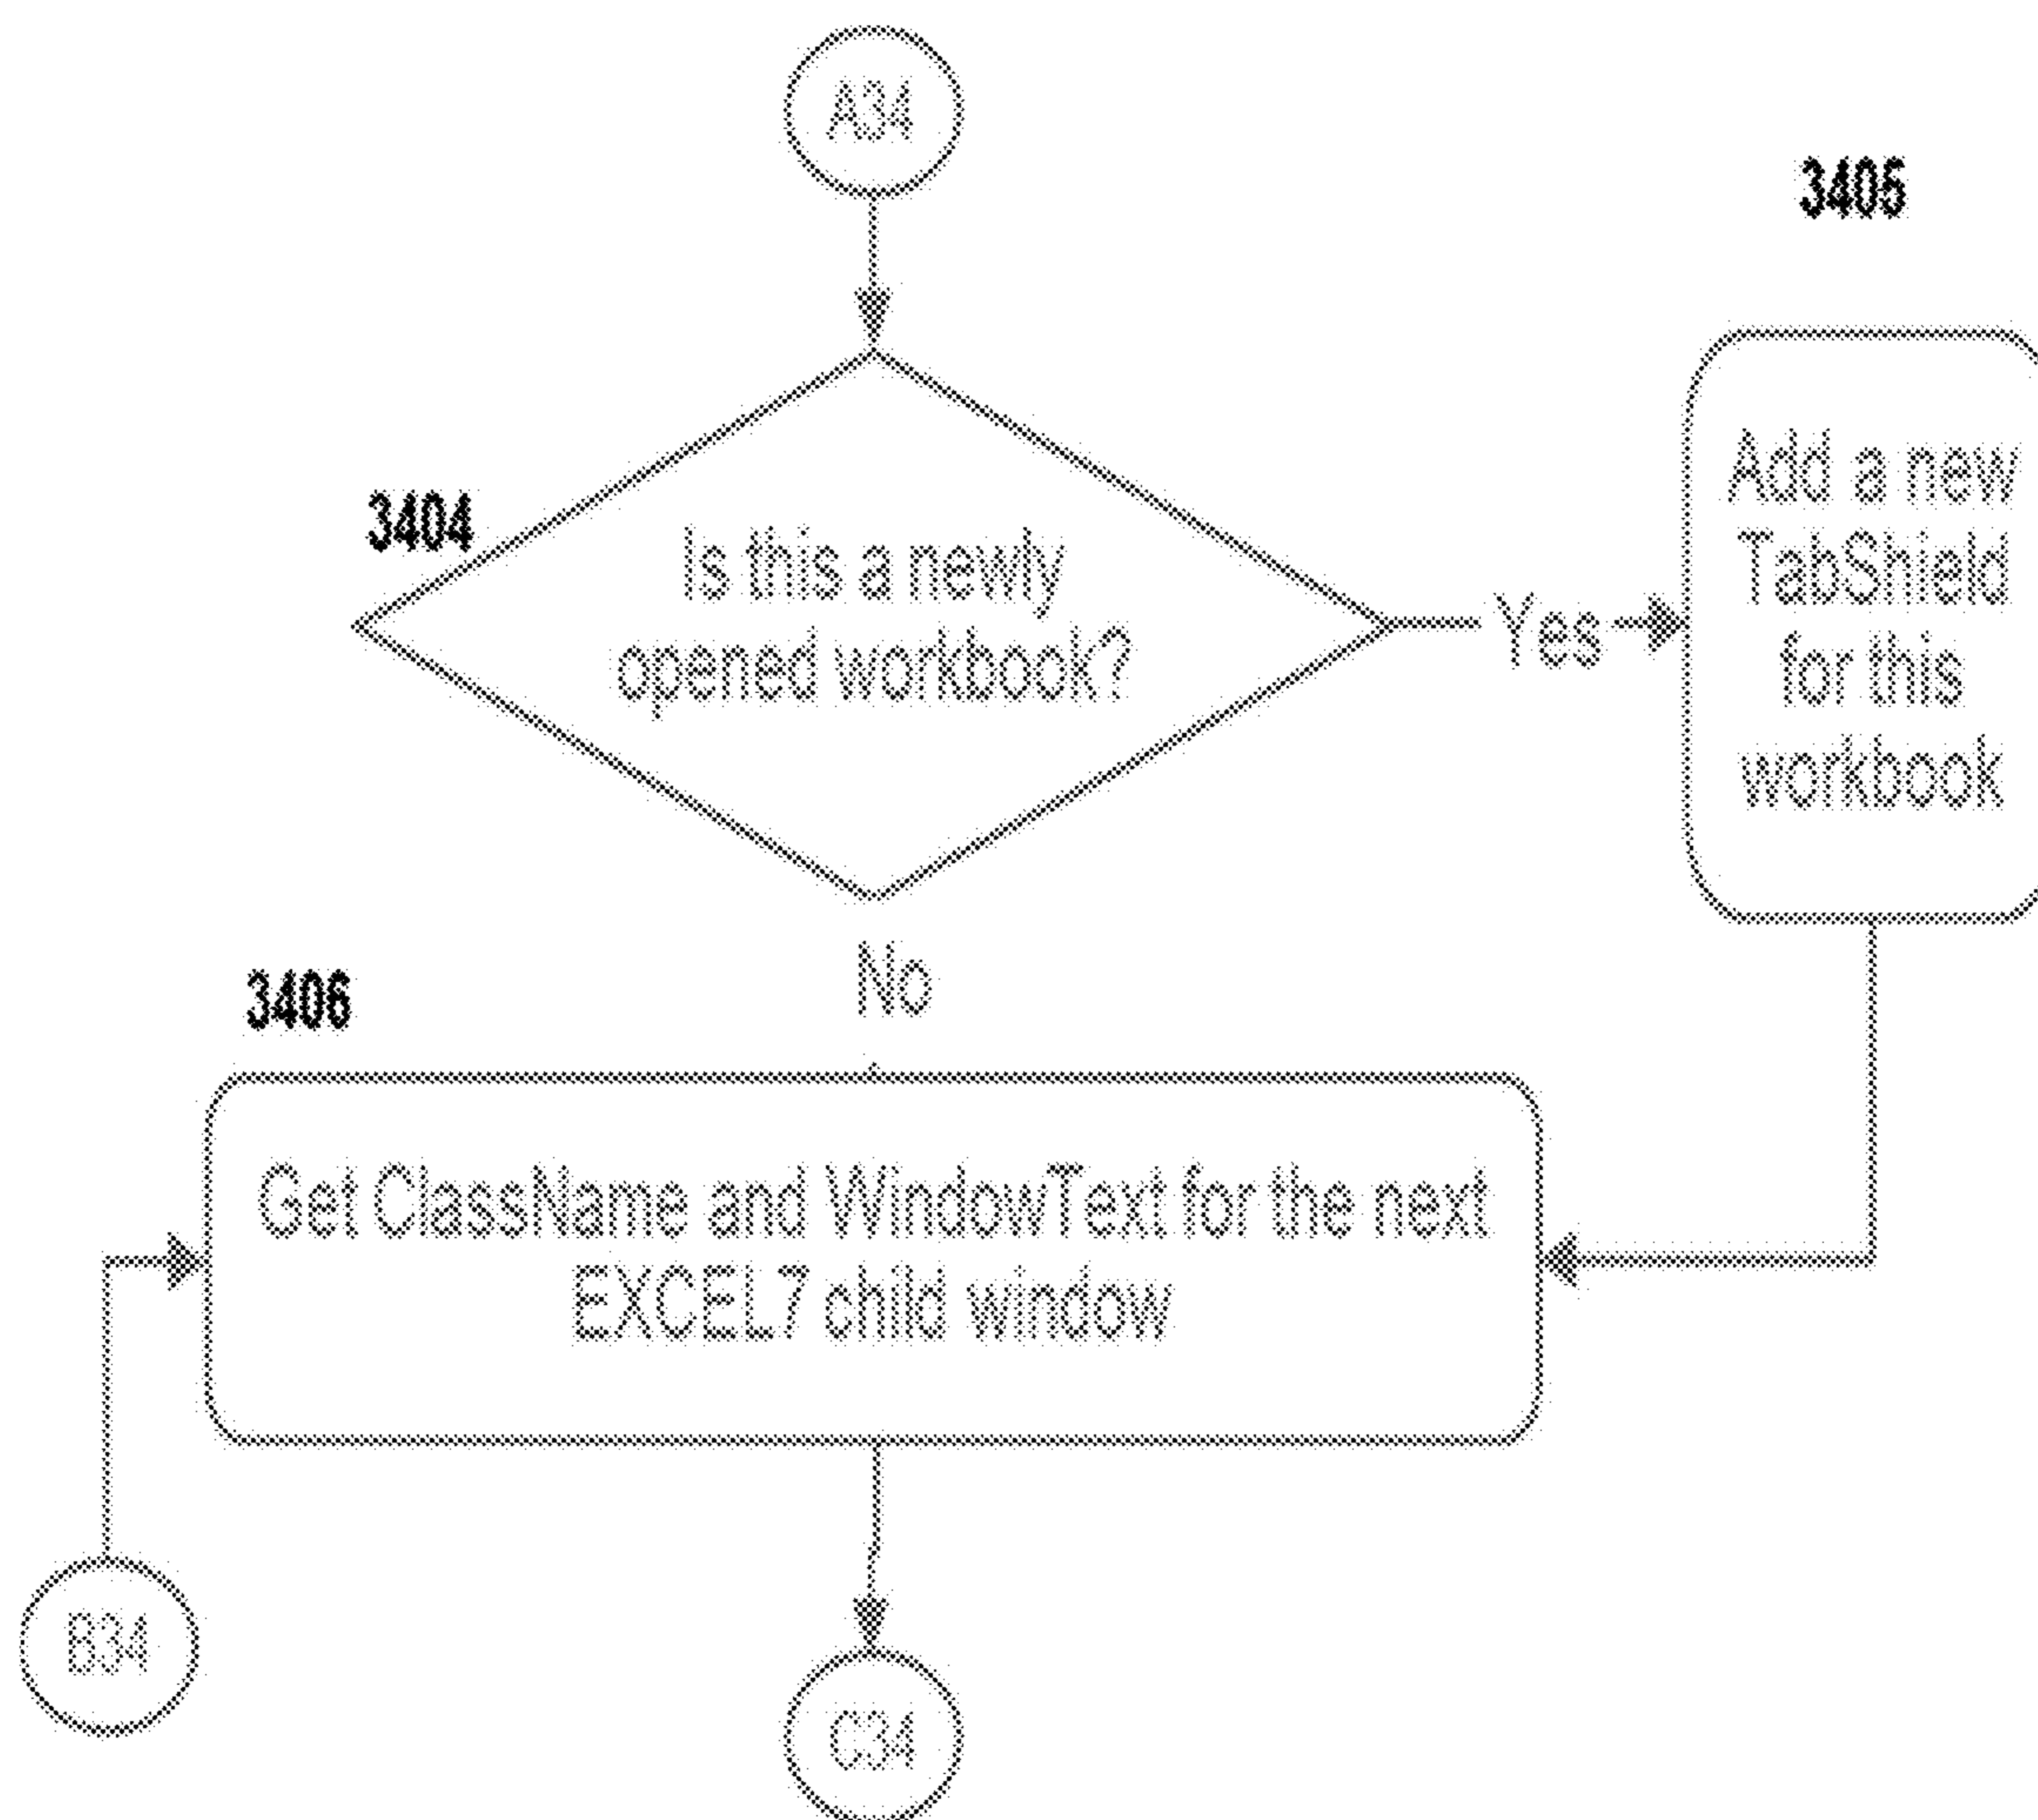 A34
3405
3404
Is this a newly
opened workbook?
Yes
Add a new
TabShield
for this
workbook
No
3406
Get ClassName and WindowText for the next
EXCEL7 child window
B34
C34